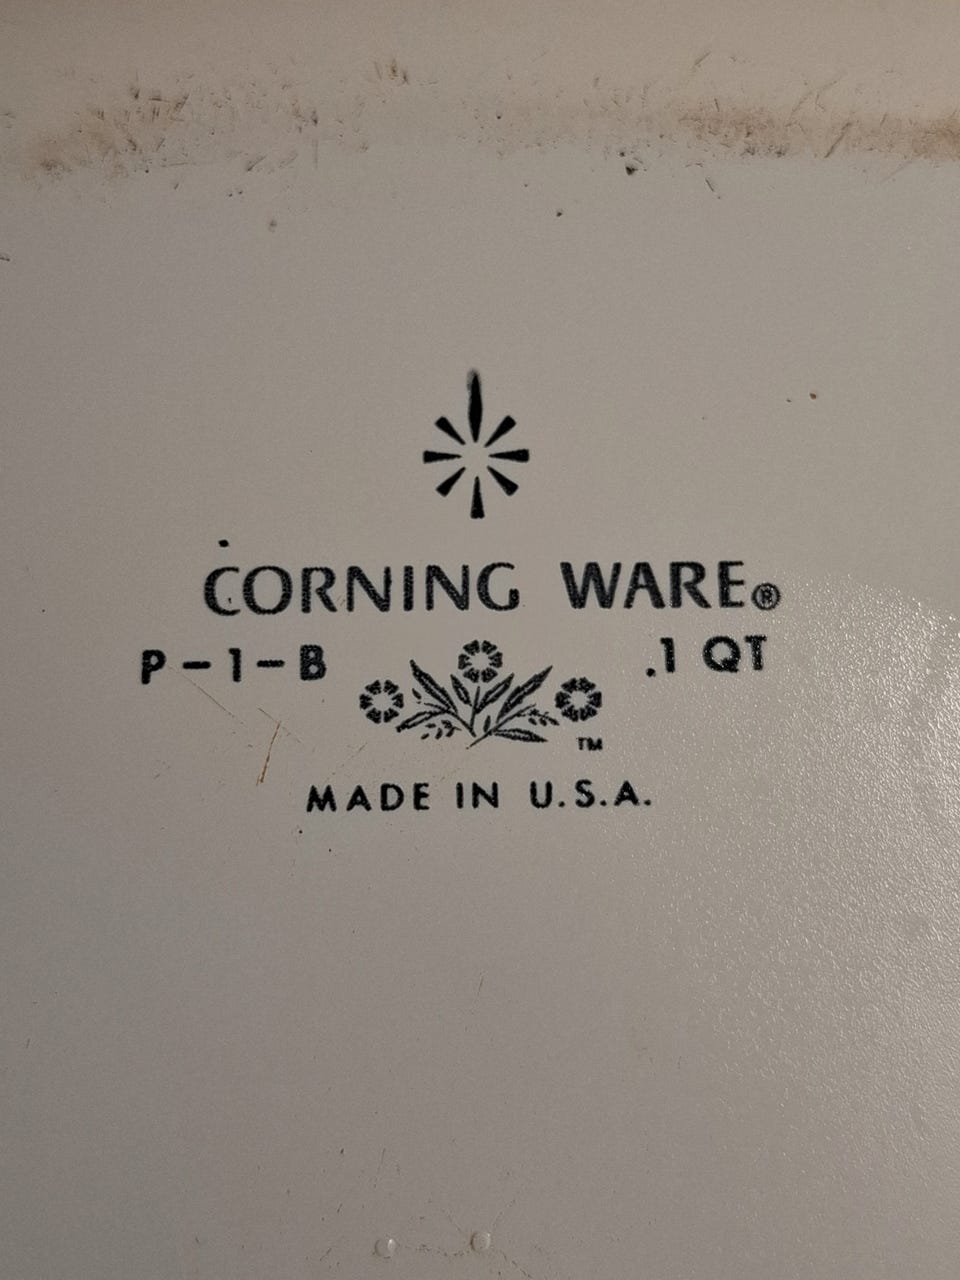 CORNING WARE®
P-1-B .1 QT
TM
MADE IN U.S.A.